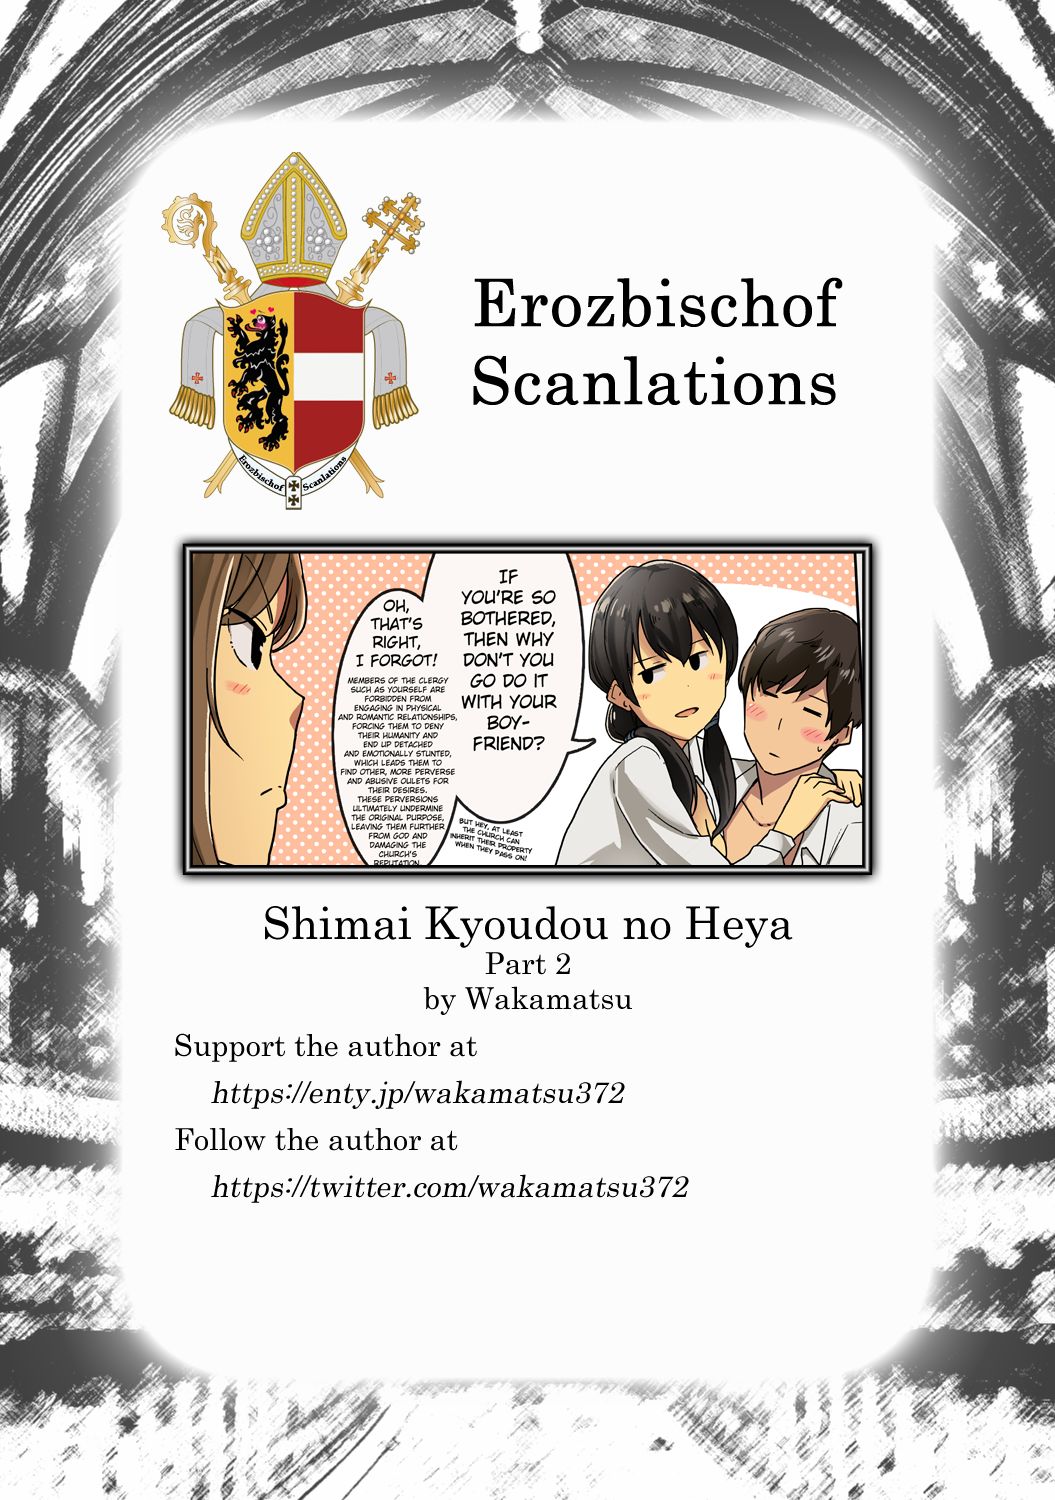 Erozbischof
Scanlations
Erozbischof Scanlations
IF
YOU'RE SO
BOTHERED,
THEN WHY
DON'T YOU
GO DO IT
WITH YOUR
BOY-
FRIEND?
OH,
THAT'S
RIGHT,
I FORGOT!
MEMBERS OF THE CLERGY
SUCH AS YOURSELF ARE
FORBIDDEN FROM
ENGAGING IN PHYSICAL
AND ROMANTIC RELATIONSHIPS,
FORCING THEM TO DENY
THEIR HUMANITY AND
END UP DETACHED
AND EMOTIONALLY STUNTED,
WHICH LEADS THEM TO
FIND OTHER, MORE PERVERSE
AND ABUSIVE OULETS FOR
THEIR DESIRES.
THESE PERVERSIONS
ULTIMATELY UNDERMINE
THE ORIGINAL PURPOSE,
LEAVING THEM FURTHER
FROM GOD AND
DAMAGING THE
CHURCH'S
REPUTATION.
BUT HEY, AT LEAST
THE CHURCH CAN
INHERIT THEIR PROPERTY
WHEN THEY PASS ON!
Shimai Kyoudou no Heya
Part 2
by Wakamatsu
Support the author at
https://enty.jp/wakamatsu372
Follow the author at
https://twitter.com/wakamatsu372